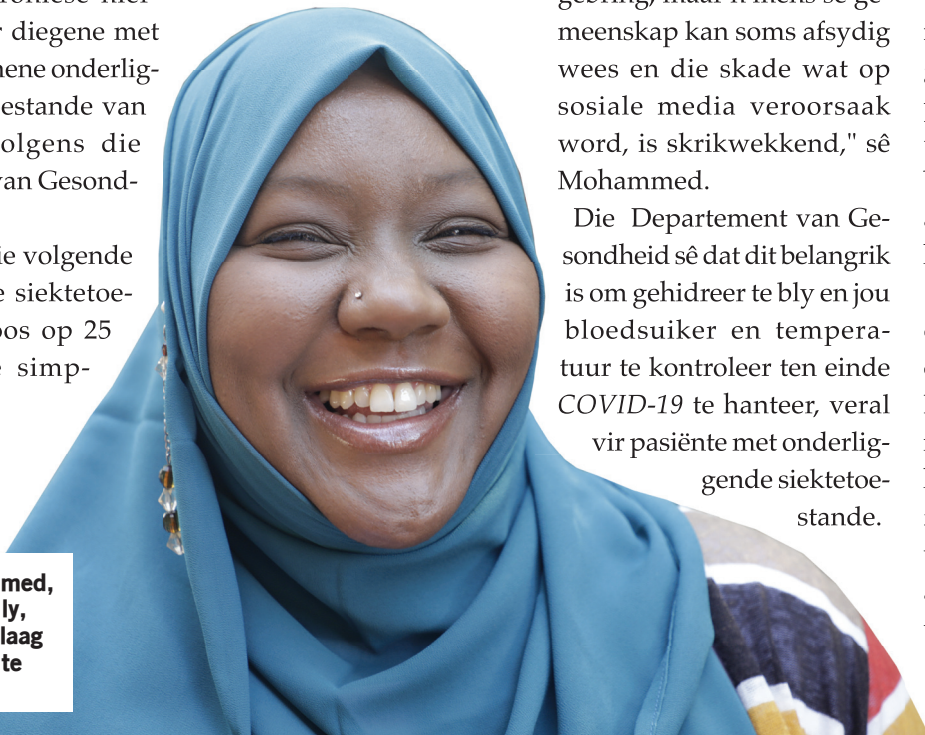 diegene met
onderlig-
van
die
van Gesond-
volgende
siektetoe-
op 25
simp-
med,
ly,
laag
te
meenskap kan soms afsydig
wees en die skade wat op
sosiale media veroorsaak
word, is skrikwekkend," sê
Mohammed.
Die Departement van Ge-
sondheid sê dat dit belangrik
is om gehidreer te bly en jou
bloedsuiker en tempera-
tuur te kontroleer ten einde
COVID-19 te hanteer, veral
vir pasiënte met onderlig-
gende siektetoe-
stande.